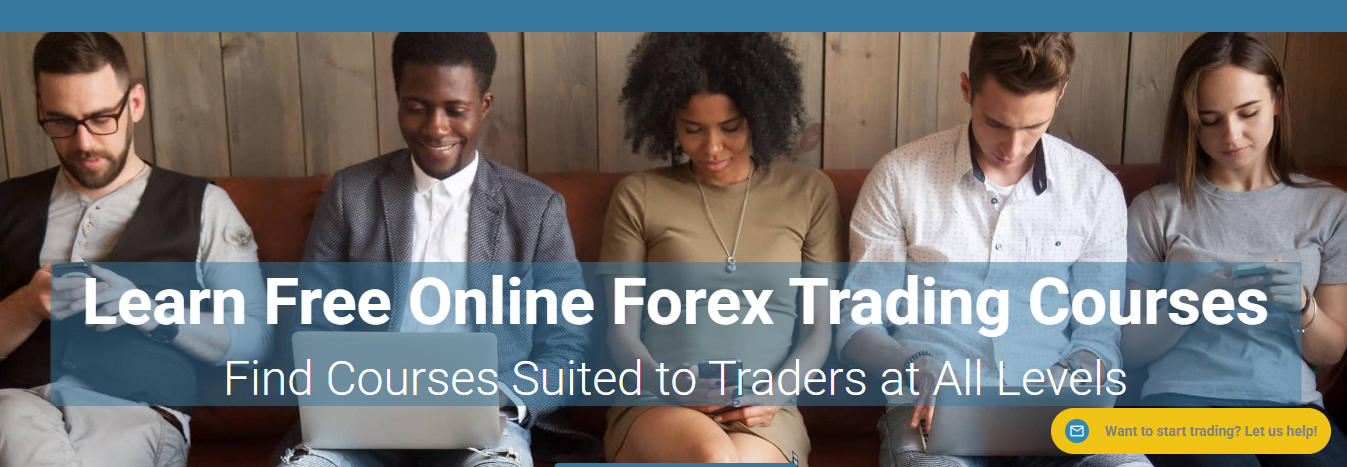 Learn Free Online Forex Trading Courses
Find Courses Suited to Traders at All Levels
Want to start trading? Let us help!